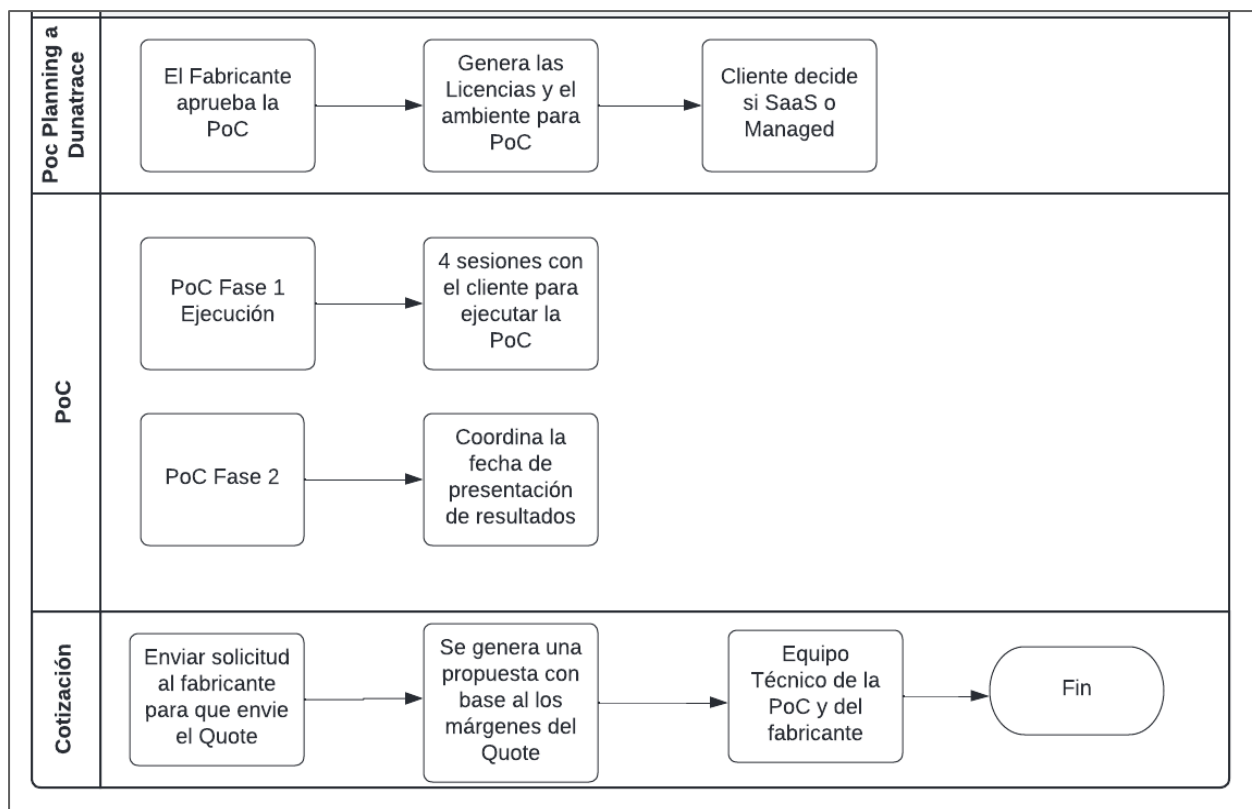 Poc Planning a
Dunatrace
El Fabricante
aprueba la
PoC
Genera las
Licencias y el
ambiente para
PoC
Cliente decide
si SaaS o
Managed
PoC
PoC Fase 1
Ejecución
4 sesiones con
el cliente para
ejecutar la
PoC
PoC Fase 2
Coordina la
fecha de
presentación
de resultados
Cotización
Enviar solicitud
al fabricante
para que envie
el Quote
Se genera una
propuesta con
base al los
márgenes del
Quote
Equipo
Técnico de la
PoC y del
fabricante
Fin